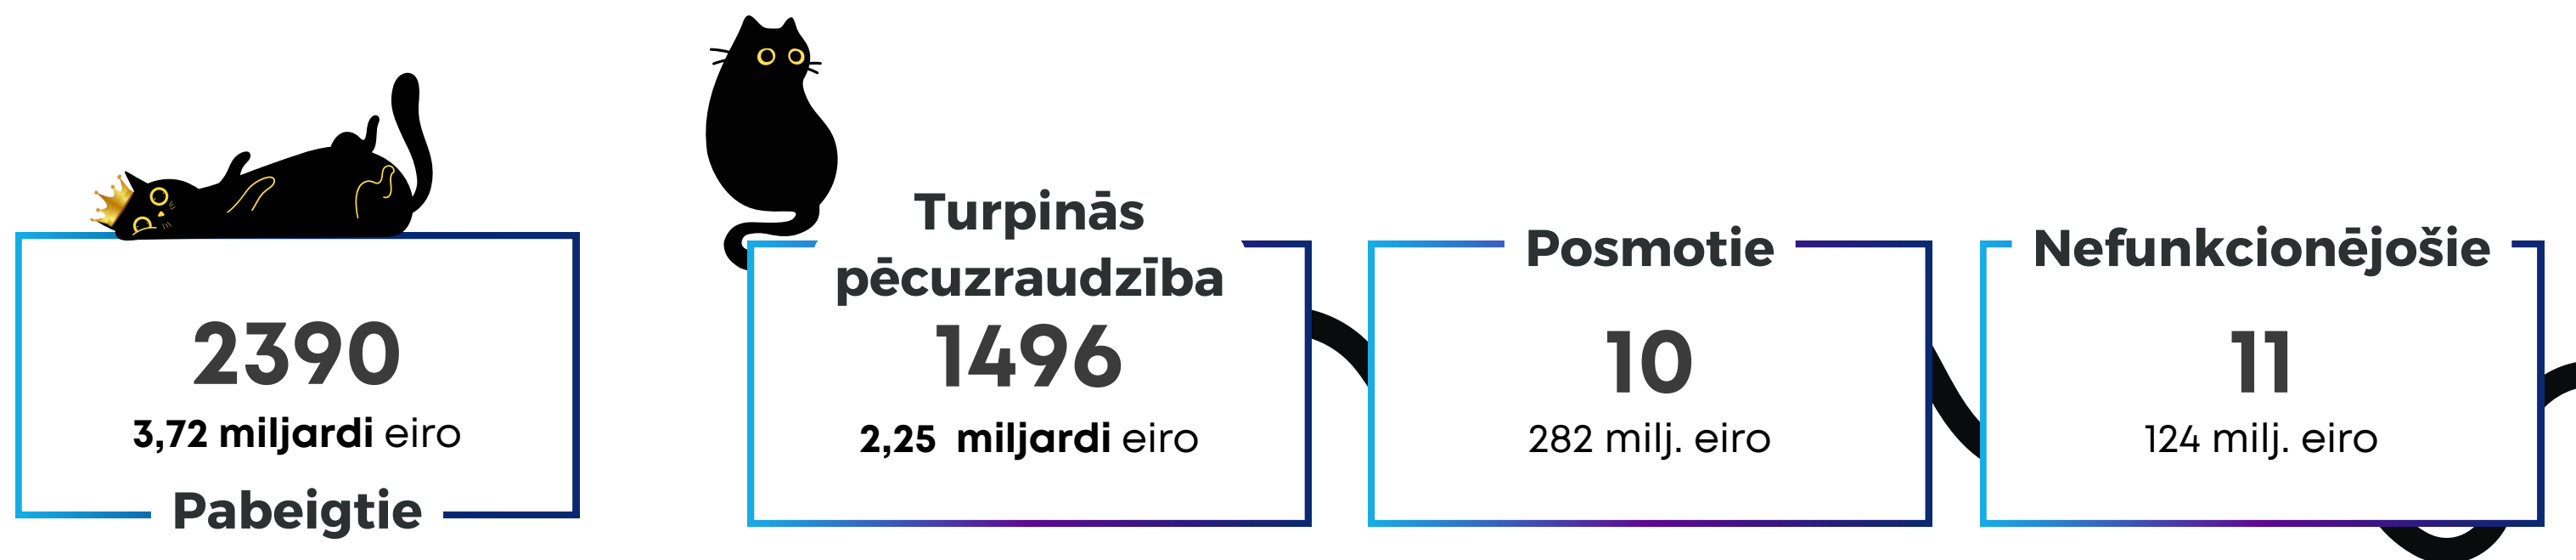 2390
3,72 miljardi eiro
Pabeigtie
Turpinās
pēcuzraudzība
1496
2,25 miljardi eiro
Posmotie
10
282 milj. eiro
Nefunkcionējošie
11
124 milj. eiro